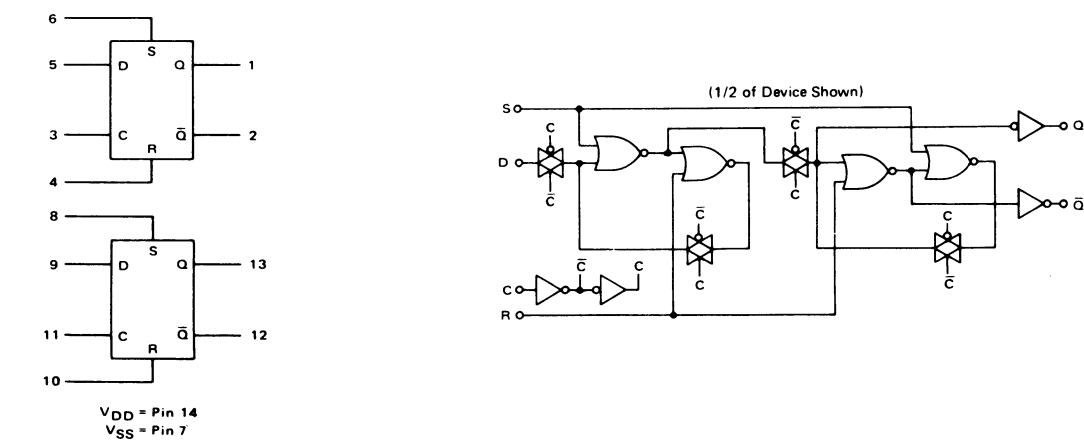 6
S
5 D Q 1
3 C Q̅ 2
R
4
8
S
9 D Q 13
11 C Q̅ 12
R
10
VDD = Pin 14
VSS = Pin 7
(1/2 of Device Shown)
S
C
C̅
Q
D
C̅
C
C̅
C
Q̅
C̅
C
C
C̅
C
R